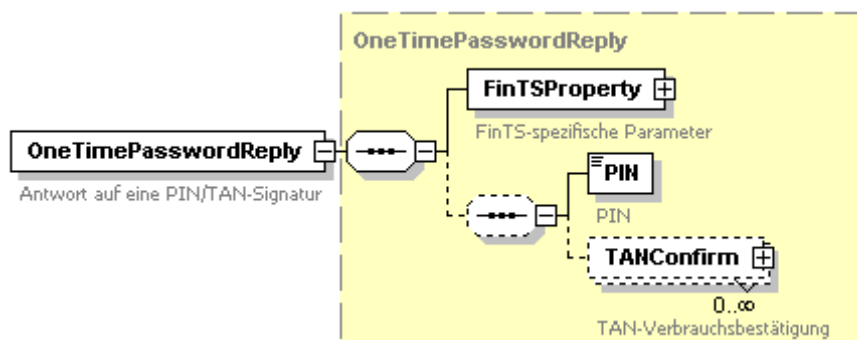 OneTimePasswordReply
FinTSProperty
FinTS-spezifische Parameter
OneTimePasswordReply
Antwort auf eine PIN/TAN-Signatur
PIN
PIN
TANConfirm
0..∞
TAN-Verbrauchsbestätigung